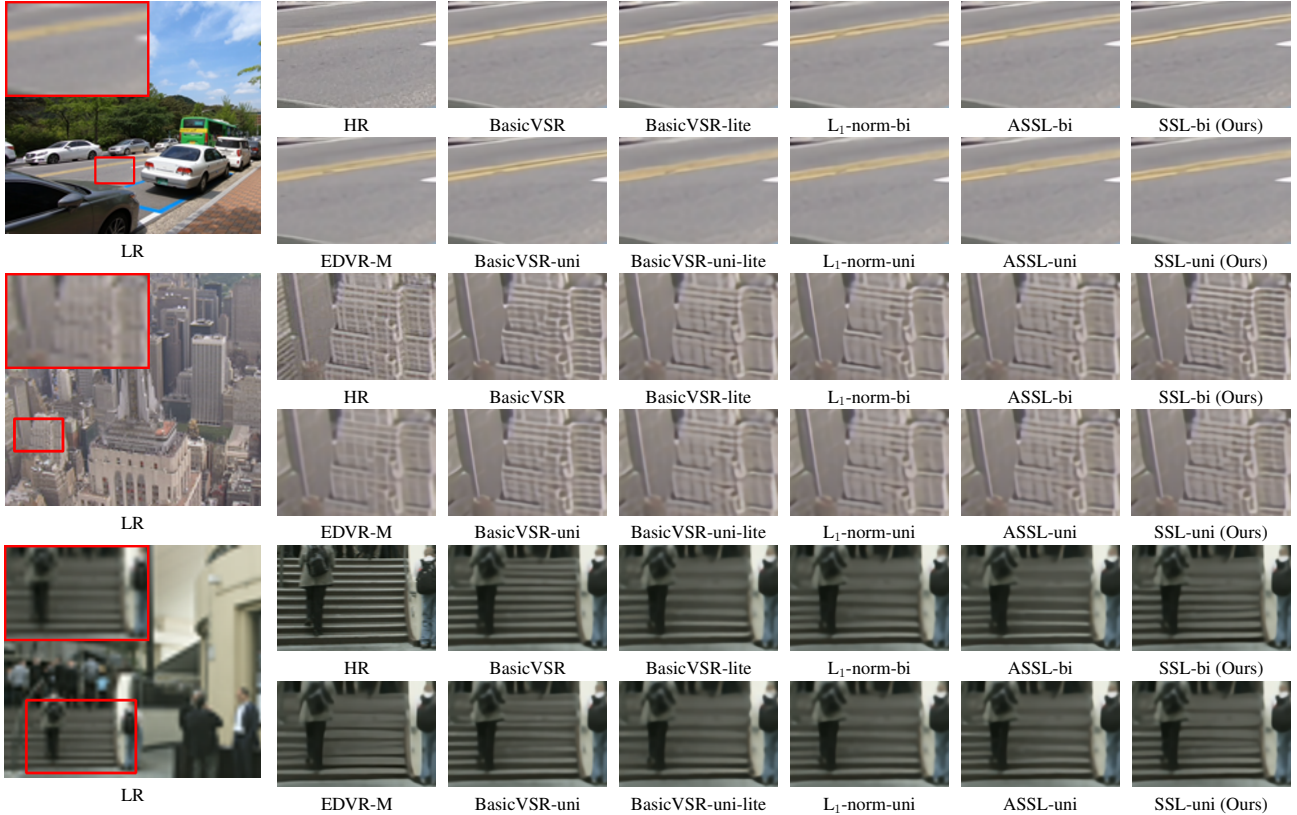 HR BasicVSR BasicVSR-lite L₁-norm-bi ASSL-bi SSL-bi (Ours)
LR
EDVR-M BasicVSR-uni BasicVSR-uni-lite L₁-norm-uni ASSL-uni SSL-uni (Ours)
HR BasicVSR BasicVSR-lite L₁-norm-bi ASSL-bi SSL-bi (Ours)
LR
EDVR-M BasicVSR-uni BasicVSR-uni-lite L₁-norm-uni ASSL-uni SSL-uni (Ours)
HR BasicVSR BasicVSR-lite L₁-norm-bi ASSL-bi SSL-bi (Ours)
LR
EDVR-M BasicVSR-uni BasicVSR-uni-lite L₁-norm-uni ASSL-uni SSL-uni (Ours)